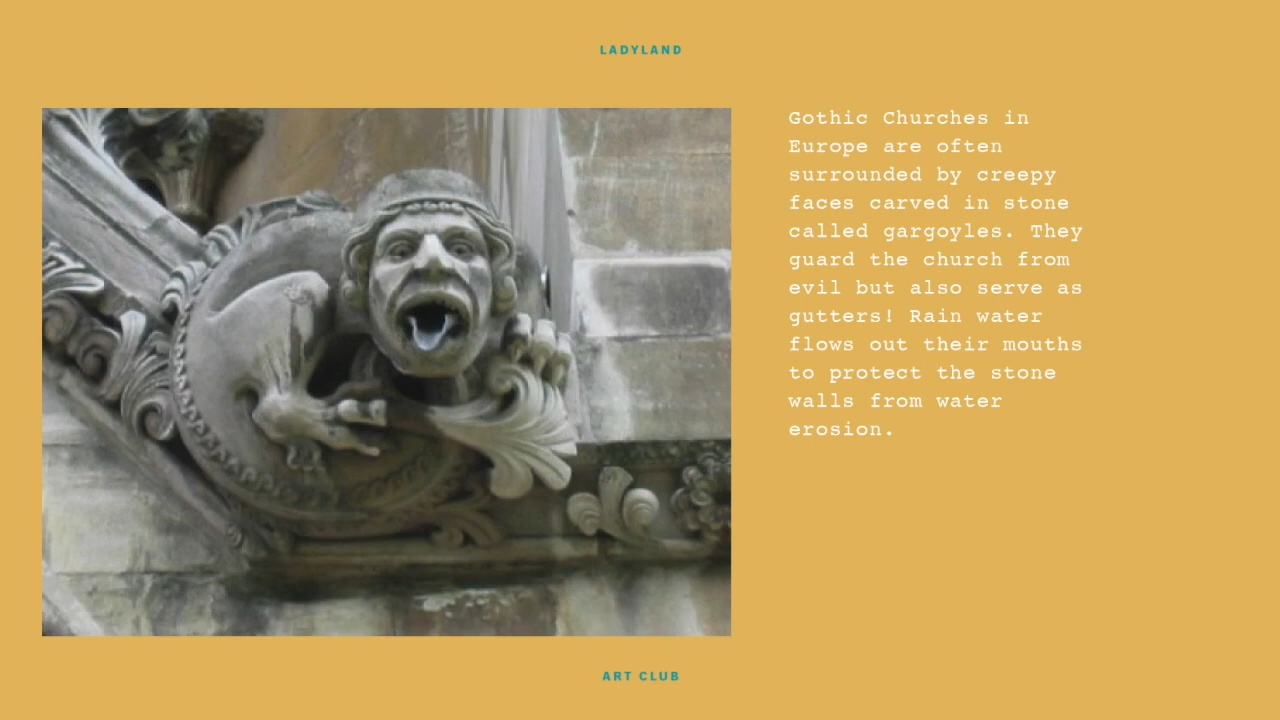 LADYLAND
Gothic Churches in
Europe are often
surrounded by creepy
faces carved in stone
called gargoyles. They
guard the church from
evil but also serve as
gutters! Rain water
flows out their mouths
to protect the stone
walls from water
erosion.
ART CLUB